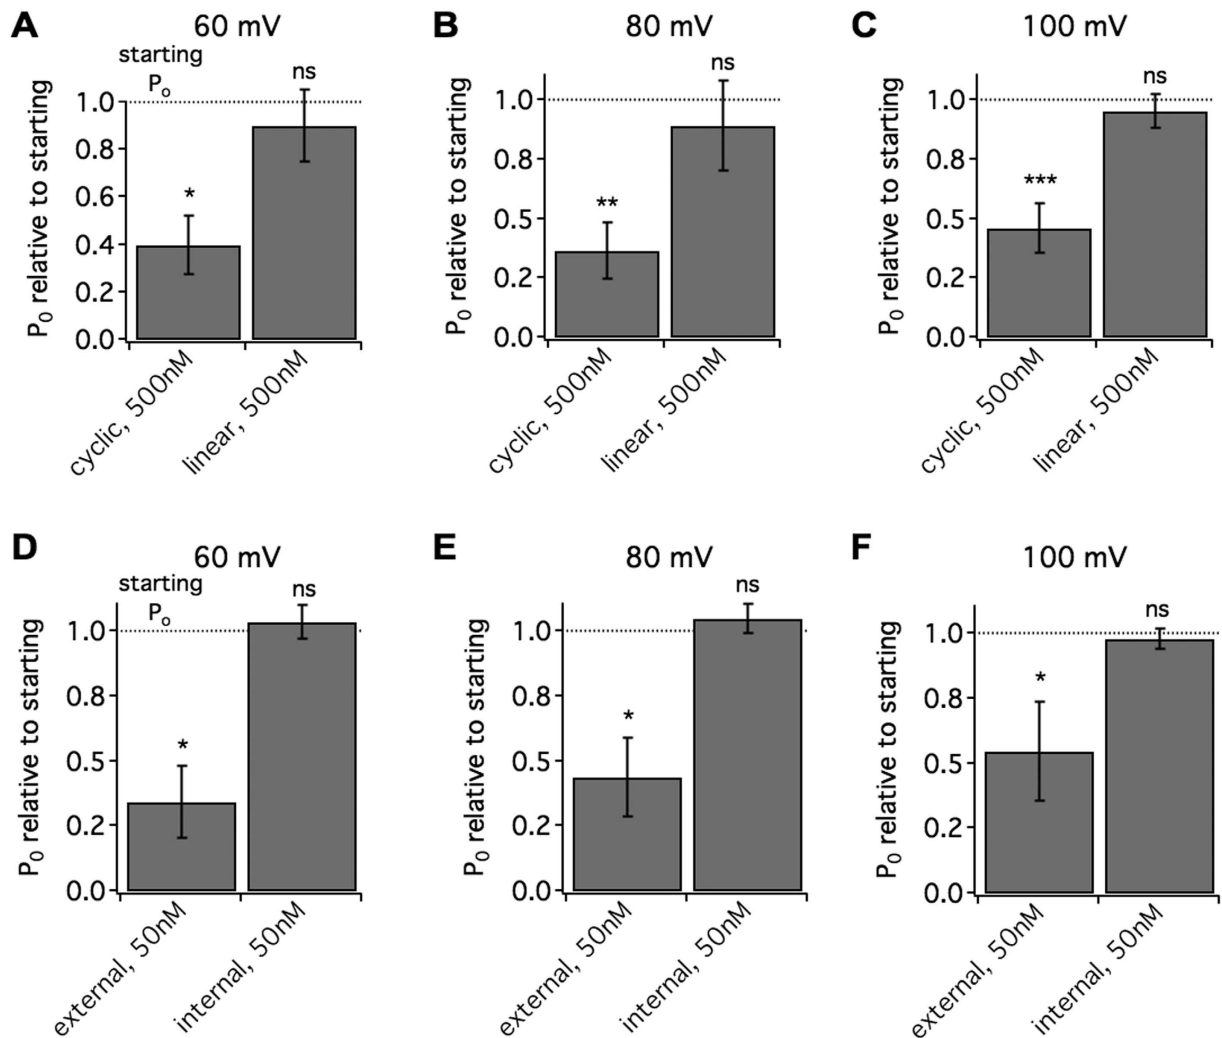 A
60 mV
starting
Po
ns
*
P0 relative to starting
1.0
0.8
0.6
0.4
0.2
0.0
cyclic, 500nM
linear, 500nM
B
80 mV
ns
**
P0 relative to starting
1.0
0.8
0.5
0.2
0.0
cyclic, 500nM
linear, 500nM
C
100 mV
ns
***
P0 relative to starting
1.0
0.8
0.5
0.2
0.0
cyclic, 500nM
linear, 500nM
D
60 mV
starting
Po
ns
*
P0 relative to starting
1.0
0.8
0.5
0.2
0.0
external, 50nM
internal, 50nM
E
80 mV
ns
*
P0 relative to starting
1.0
0.8
0.5
0.2
0.0
external, 50nM
internal, 50nM
F
100 mV
ns
*
P0 relative to starting
1.0
0.8
0.5
0.2
0.0
external, 50nM
internal, 50nM